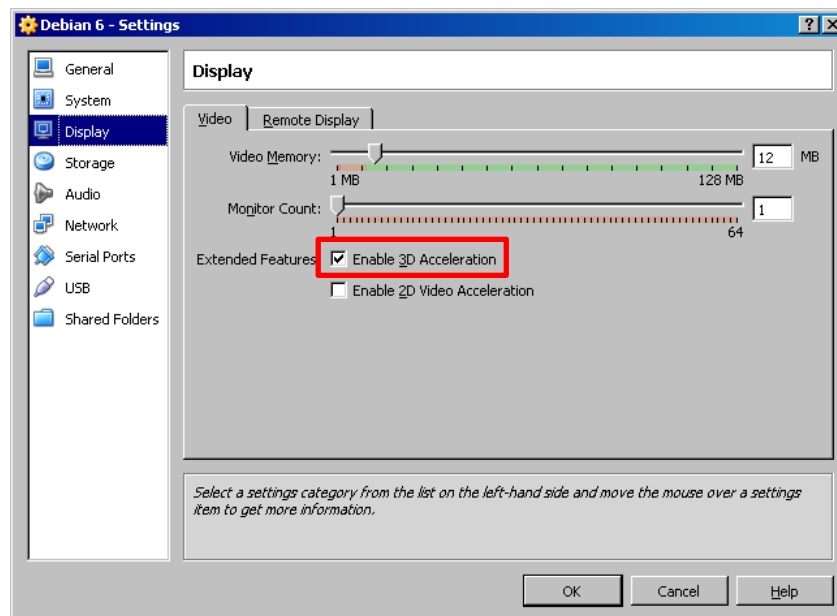 Debian 6 - Settings
General
System
Display
Storage
Audio
Network
Serial Ports
USB
Shared Folders
Display
Video
Remote Display
Video Memory:
12 MB
1 MB
128 MB
Monitor Count:
1
1
64
Extended Features
Enable 3D Acceleration
Enable 2D Video Acceleration
Select a settings category from the list on the left-hand side and move the mouse over a settings
item to get more information.
OK
Cancel
Help